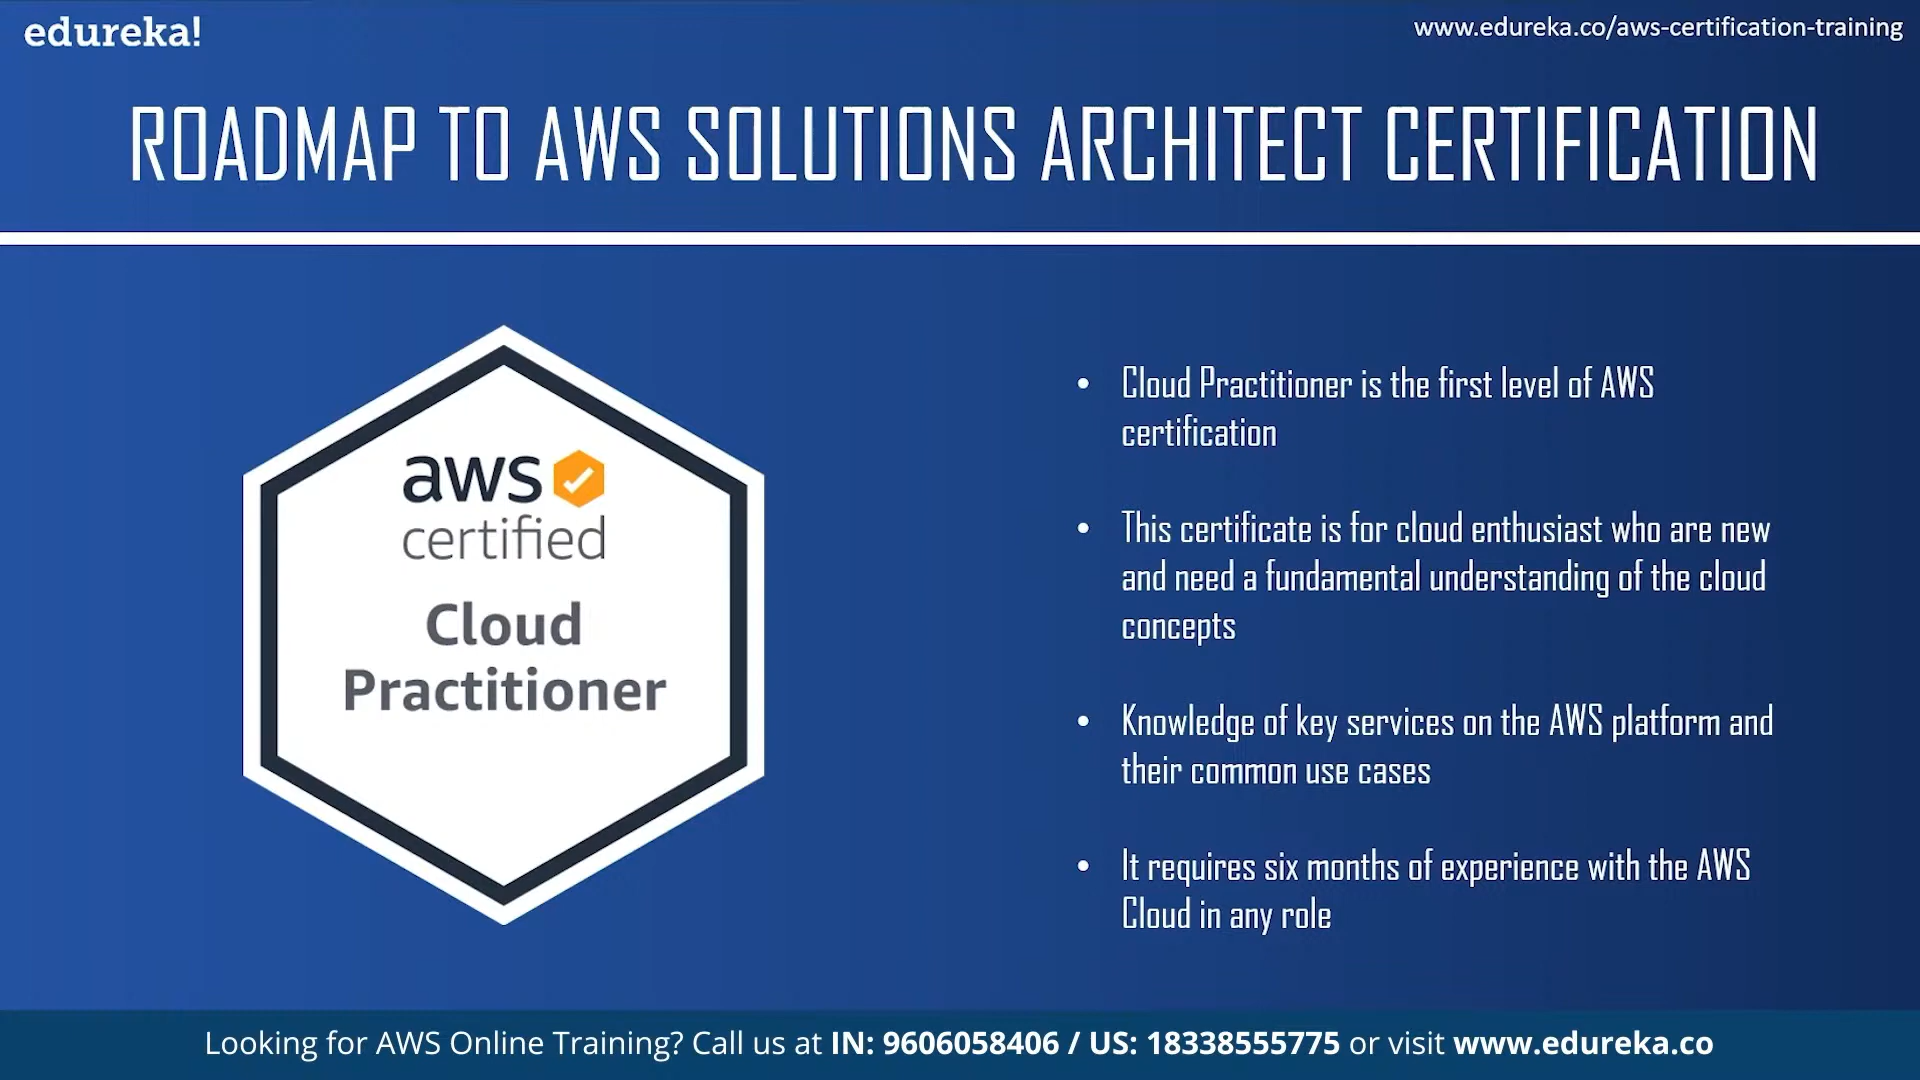 edureka!
www.edureka.co/aws-certification-training
ROADMAP TO AWS SOLUTIONS ARCHITECT CERTIFICATION
aws
certified
Cloud
Practitioner
• Cloud Practitioner is the first level of AWS
certification
• This certificate is for cloud enthusiast who are new
and need a fundamental understanding of the cloud
concepts
• Knowledge of key services on the AWS platform and
their common use cases
• It requires six months of experience with the AWS
Cloud in any role
Looking for AWS Online Training? Call us at IN: 9606058406 / US: 18338555775 or visit www.edureka.co